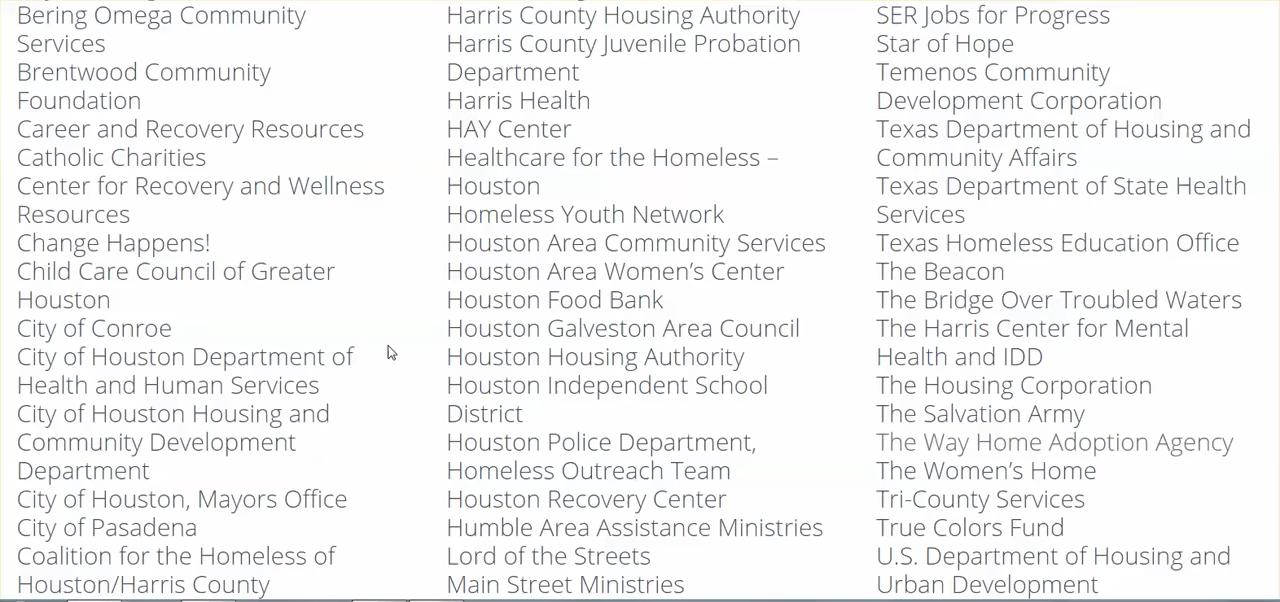 Bering Omega Community
Services
Brentwood Community
Foundation
Career and Recovery Resources
Catholic Charities
Center for Recovery and Wellness
Resources
Change Happens!
Child Care Council of Greater
Houston
City of Conroe
City of Houston Department of
Health and Human Services
City of Houston Housing and
Community Development
Department
City of Houston, Mayors Office
City of Pasadena
Coalition for the Homeless of
Houston/Harris County
Harris County Housing Authority
Harris County Juvenile Probation
Department
Harris Health
HAY Center
Healthcare for the Homeless –
Houston
Homeless Youth Network
Houston Area Community Services
Houston Area Women’s Center
Houston Food Bank
Houston Galveston Area Council
Houston Housing Authority
Houston Independent School
District
Houston Police Department,
Homeless Outreach Team
Houston Recovery Center
Humble Area Assistance Ministries
Lord of the Streets
Main Street Ministries
SER Jobs for Progress
Star of Hope
Temenos Community
Development Corporation
Texas Department of Housing and
Community Affairs
Texas Department of State Health
Services
Texas Homeless Education Office
The Beacon
The Bridge Over Troubled Waters
The Harris Center for Mental
Health and IDD
The Housing Corporation
The Salvation Army
The Way Home Adoption Agency
The Women’s Home
Tri-County Services
True Colors Fund
U.S. Department of Housing and
Urban Development